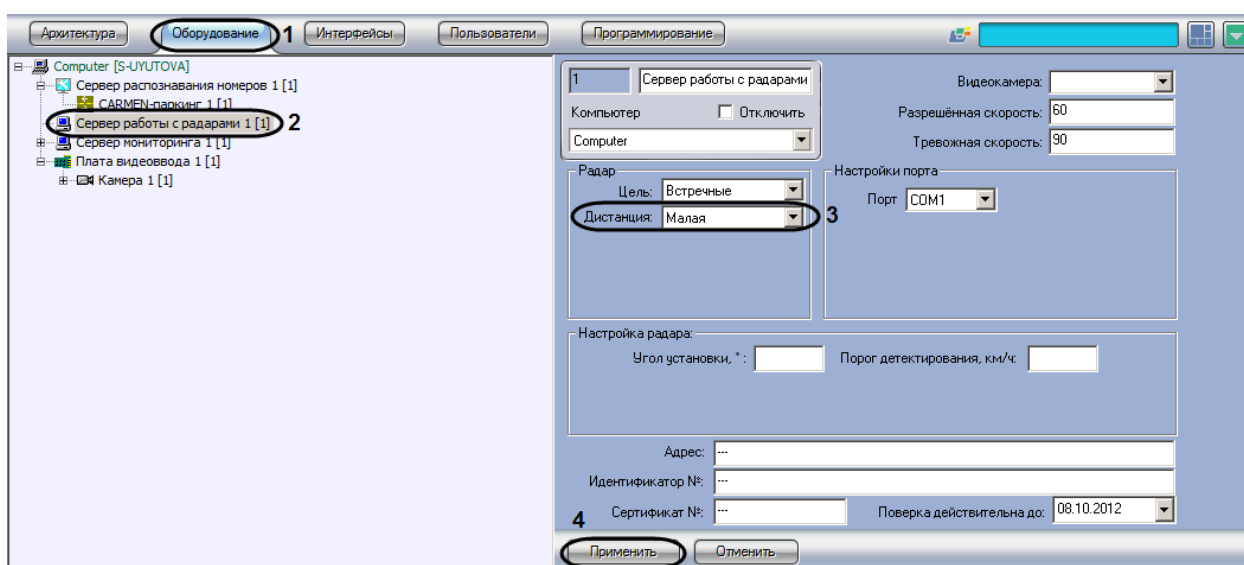 Архитектура Оборудование 1 Интерфейсы Пользователи Программирование
Computer [S-UYUTOVA]
Сервер распознавания номеров 1 [1]
CARMEN-паркинг 1 [1]
Сервер работы с радарами 1 [1] 2
Сервер мониторинга 1 [1]
Плата видеоввода 1 [1]
Камера 1 [1]
1 Сервер работы с радарами
Компьютер Отключить
Computer
Видеокамера:
Разрешённая скорость: 60
Тревожная скорость: 90
Радар
Цель: Встречные
Дистанция: Малая 3
Настройки порта
Порт COM1
Настройка радара:
Угол установки, ° : Порог детектирования, км/ч:
Адрес: ---
Идентификатор №: ---
Сертификат №: --- Поверка действительна до: 08.10.2012
4
Применить Отменить